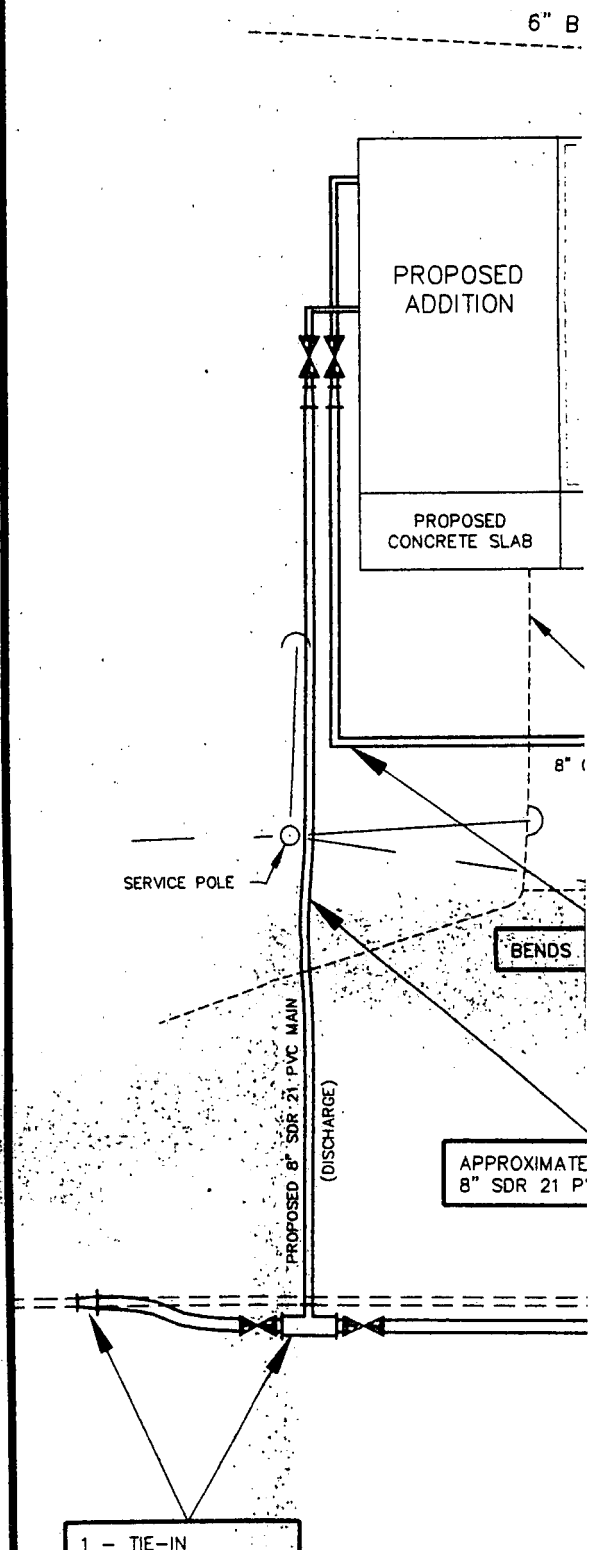 6" B
PROPOSED
ADDITION
PROPOSED
CONCRETE SLAB
8"
SERVICE POLE
BENDS
PROPOSED 8" SDR 21 PVC MAIN
(DISCHARGE)
APPROXIMATE
8" SDR 21 P
1 - TIE-IN